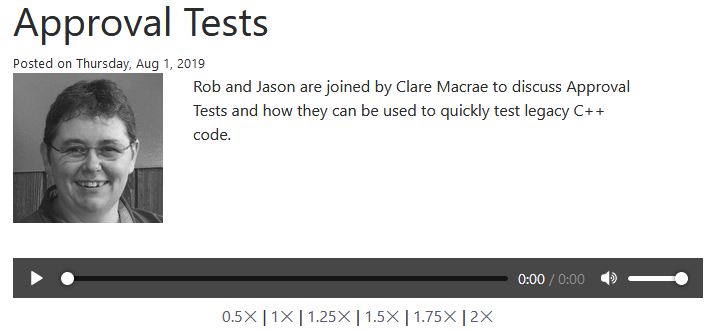 Approval Tests
Posted on Thursday, Aug 1, 2019
Rob and Jason are joined by Clare Macrae to discuss Approval
Tests and how they can be used to quickly test legacy C++
code.
0:00 / 0:00
0.5× | 1× | 1.25× | 1.5× | 1.75× | 2×